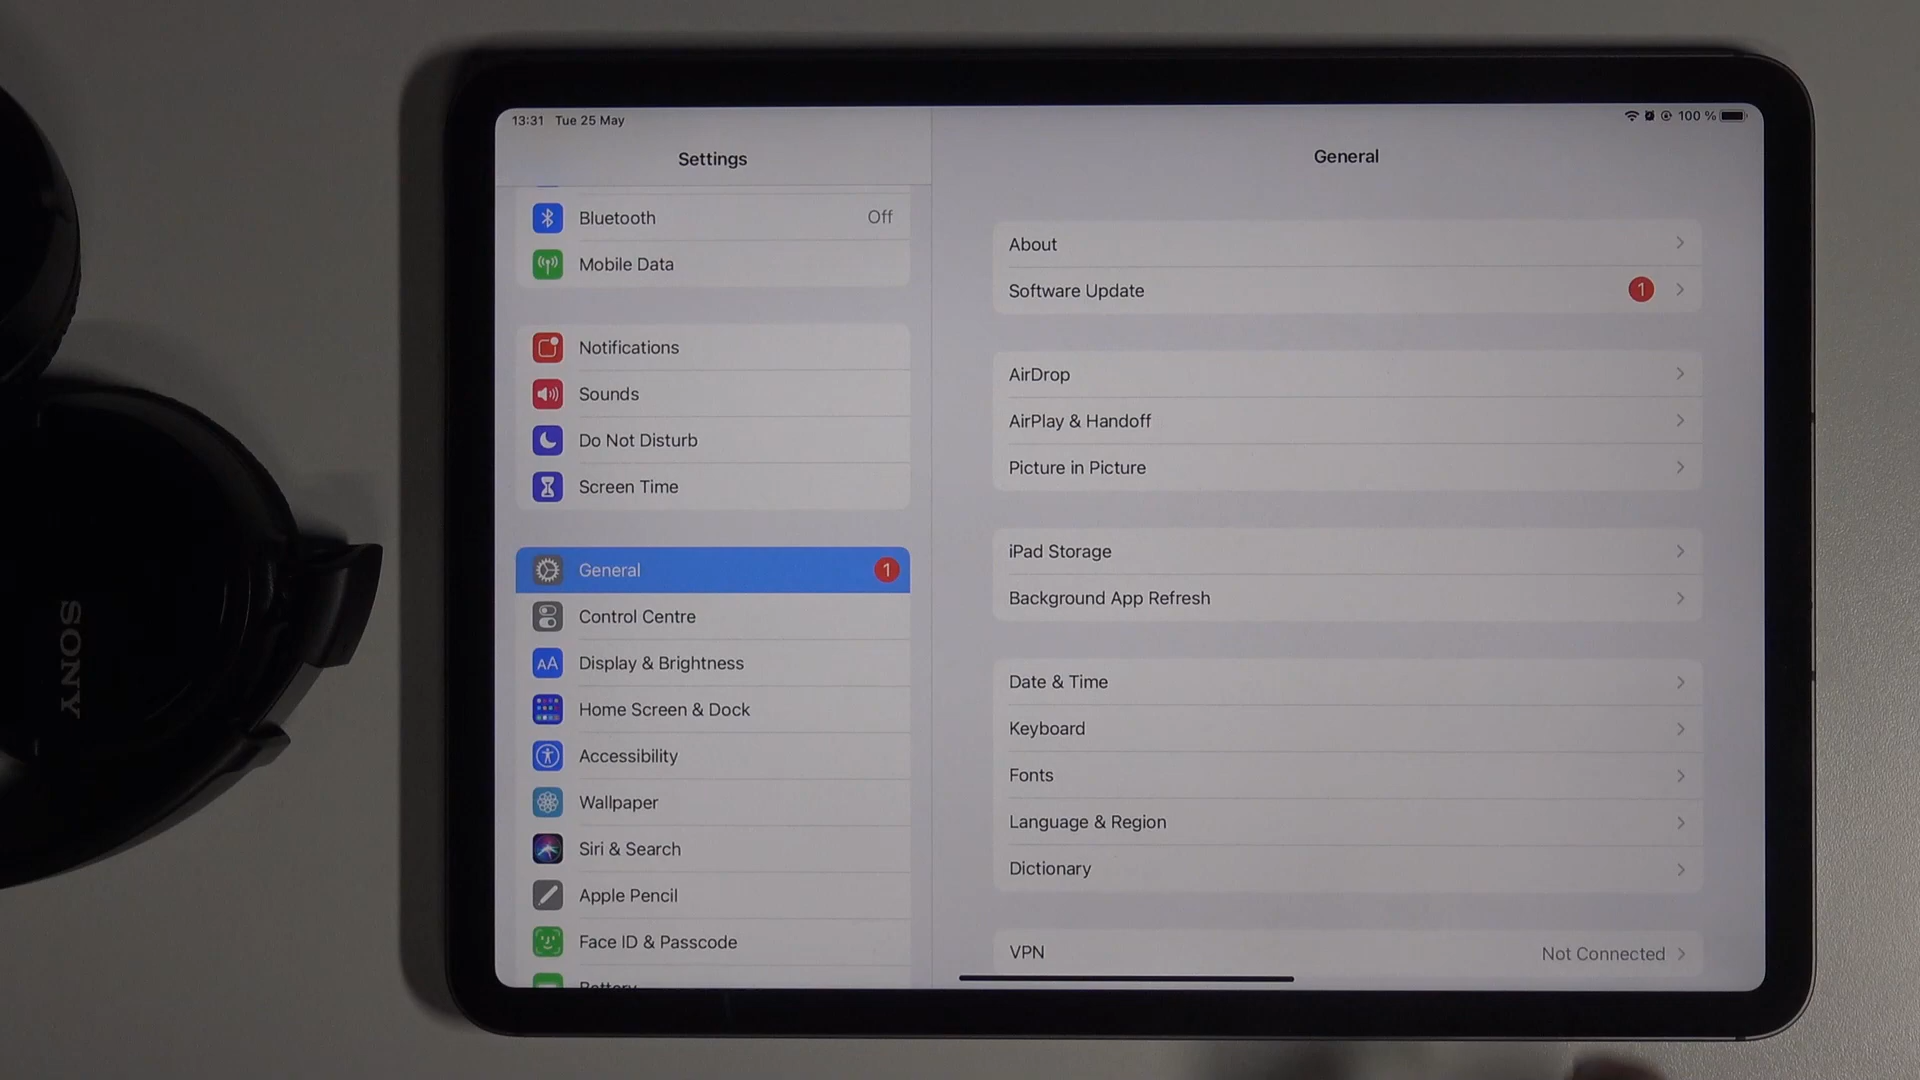 13:31 Tue 25 May
100 %
Settings
Bluetooth Off
Mobile Data
Notifications
Sounds
Do Not Disturb
Screen Time
General 1
Control Centre
AA Display & Brightness
Home Screen & Dock
Accessibility
Wallpaper
Siri & Search
Apple Pencil
Face ID & Passcode
Battery
General
About
Software Update 1
AirDrop
AirPlay & Handoff
Picture in Picture
iPad Storage
Background App Refresh
Date & Time
Keyboard
Fonts
Language & Region
Dictionary
VPN Not Connected
SONY